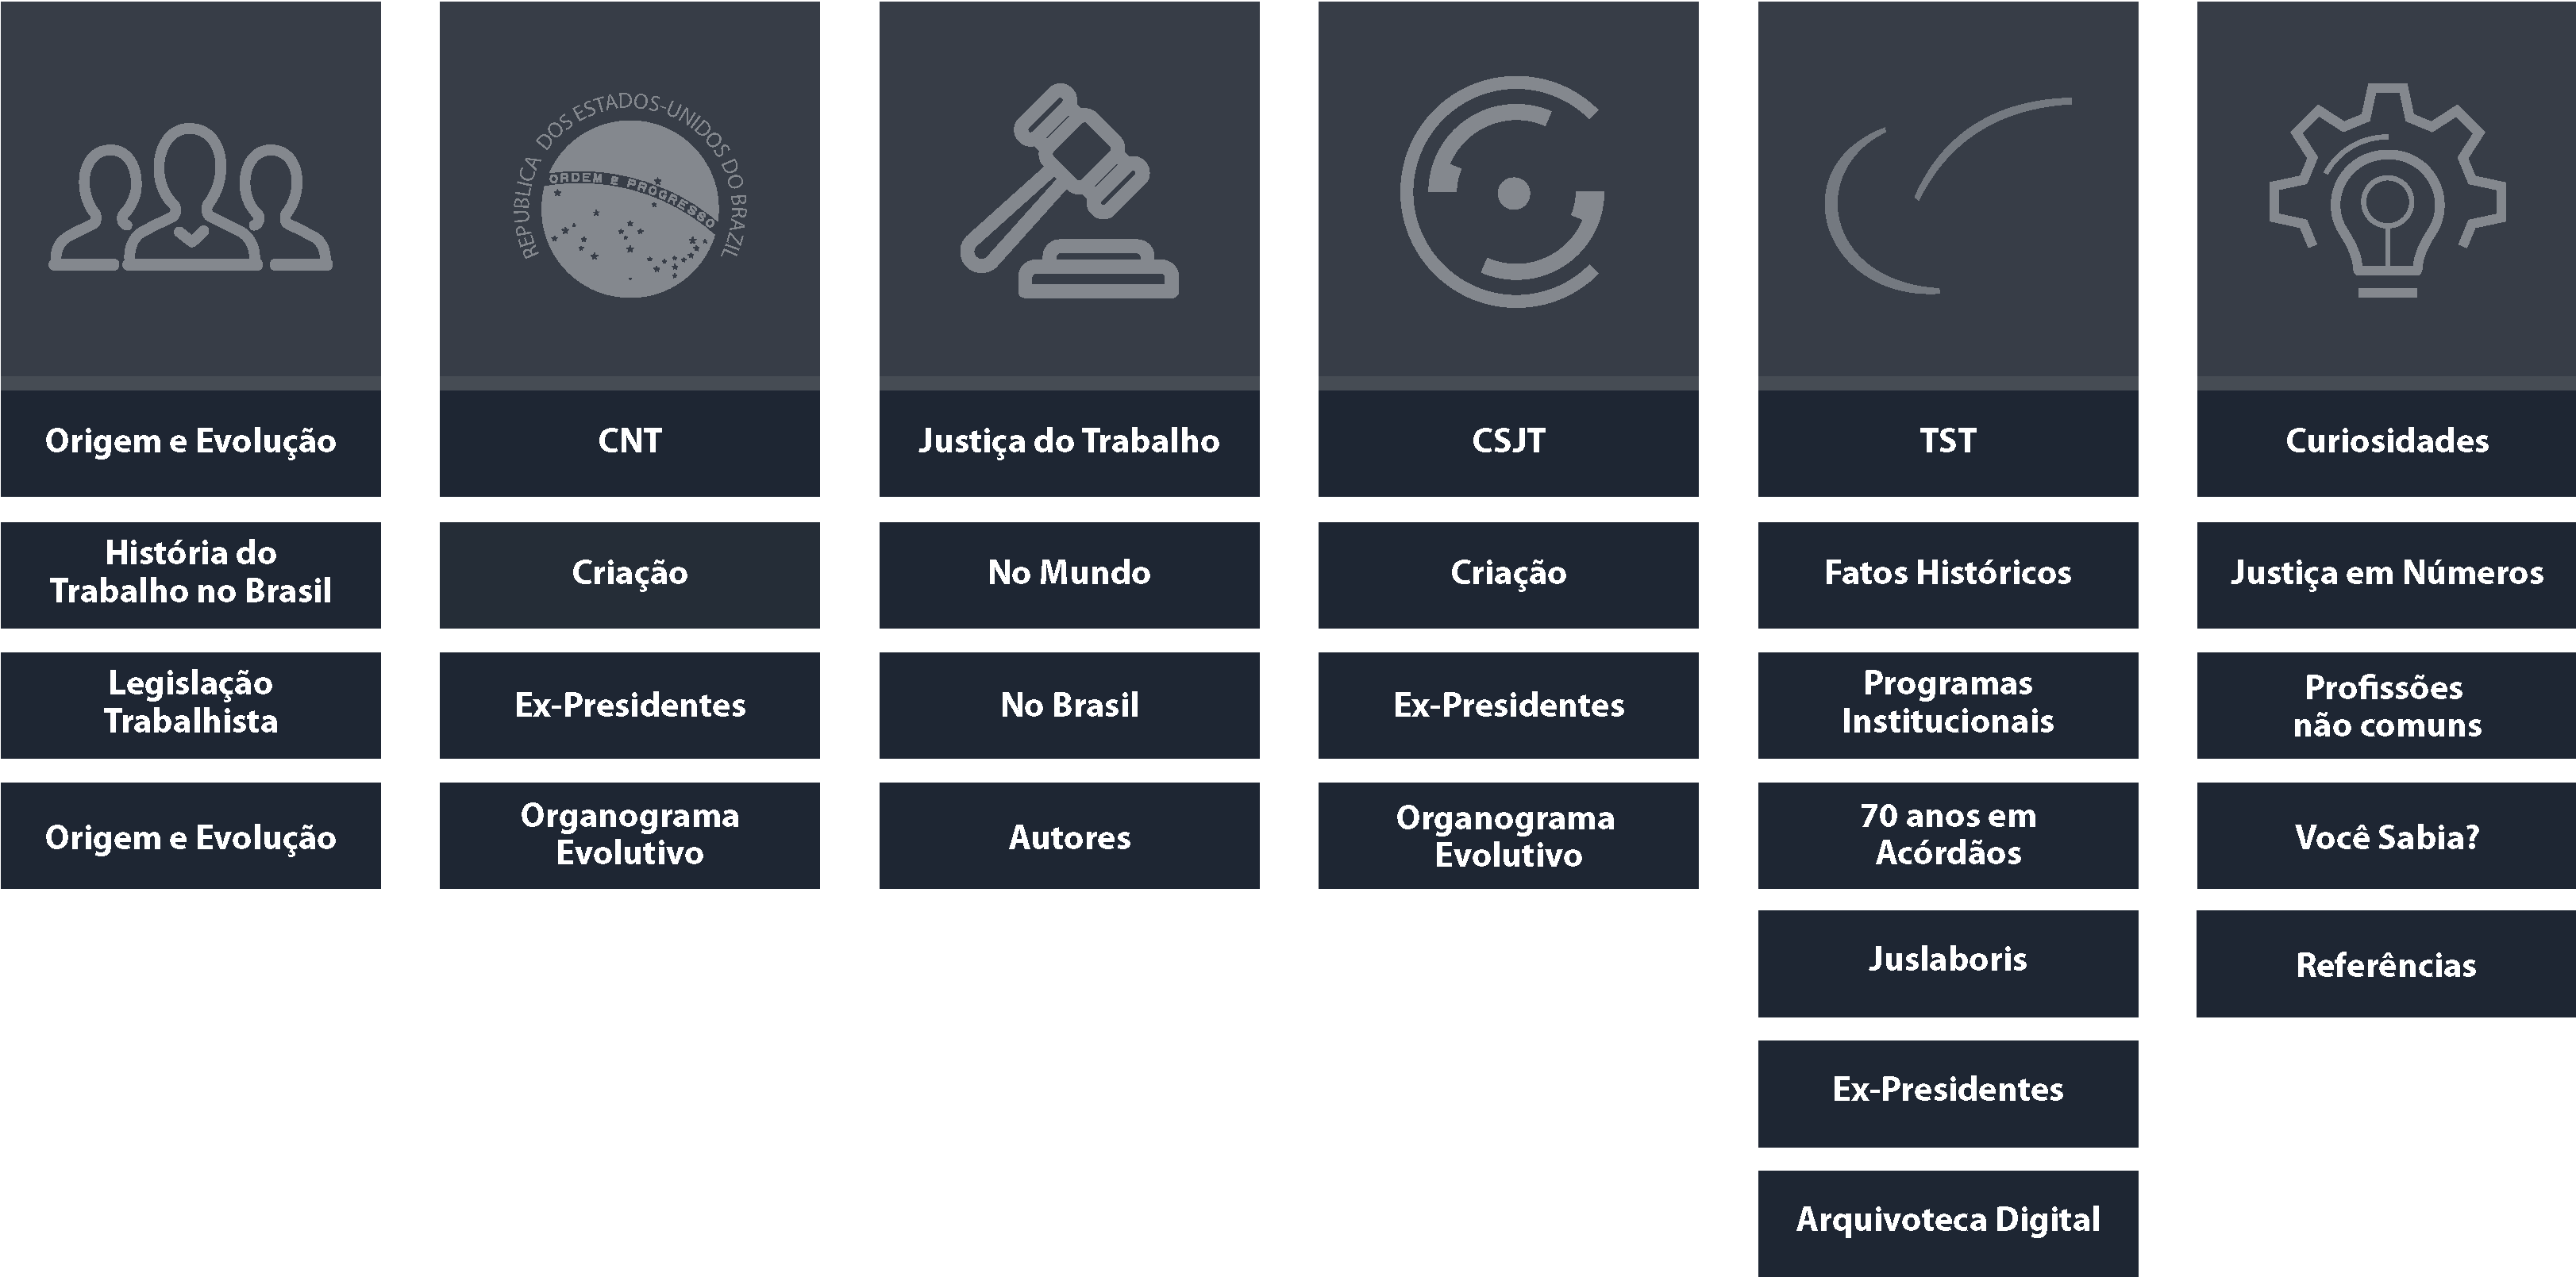 REPUBLICA DOS ESTADOS-UNIDOS DO BRAZIL
ORDEM E PROGRESSO
Origem e Evolução
História do
Trabalho no Brasil
Legislação
Trabalhista
Origem e Evolução
CNT
Criação
Ex-Presidentes
Organograma
Evolutivo
Justiça do Trabalho
No Mundo
No Brasil
Autores
CSJT
Criação
Ex-Presidentes
Organograma
Evolutivo
TST
Fatos Históricos
Programas
Institucionais
70 anos em
Acórdãos
Juslaboris
Ex-Presidentes
Arquivoteca Digital
Curiosidades
Justiça em Números
Profissões
não comuns
Você Sabia?
Referências